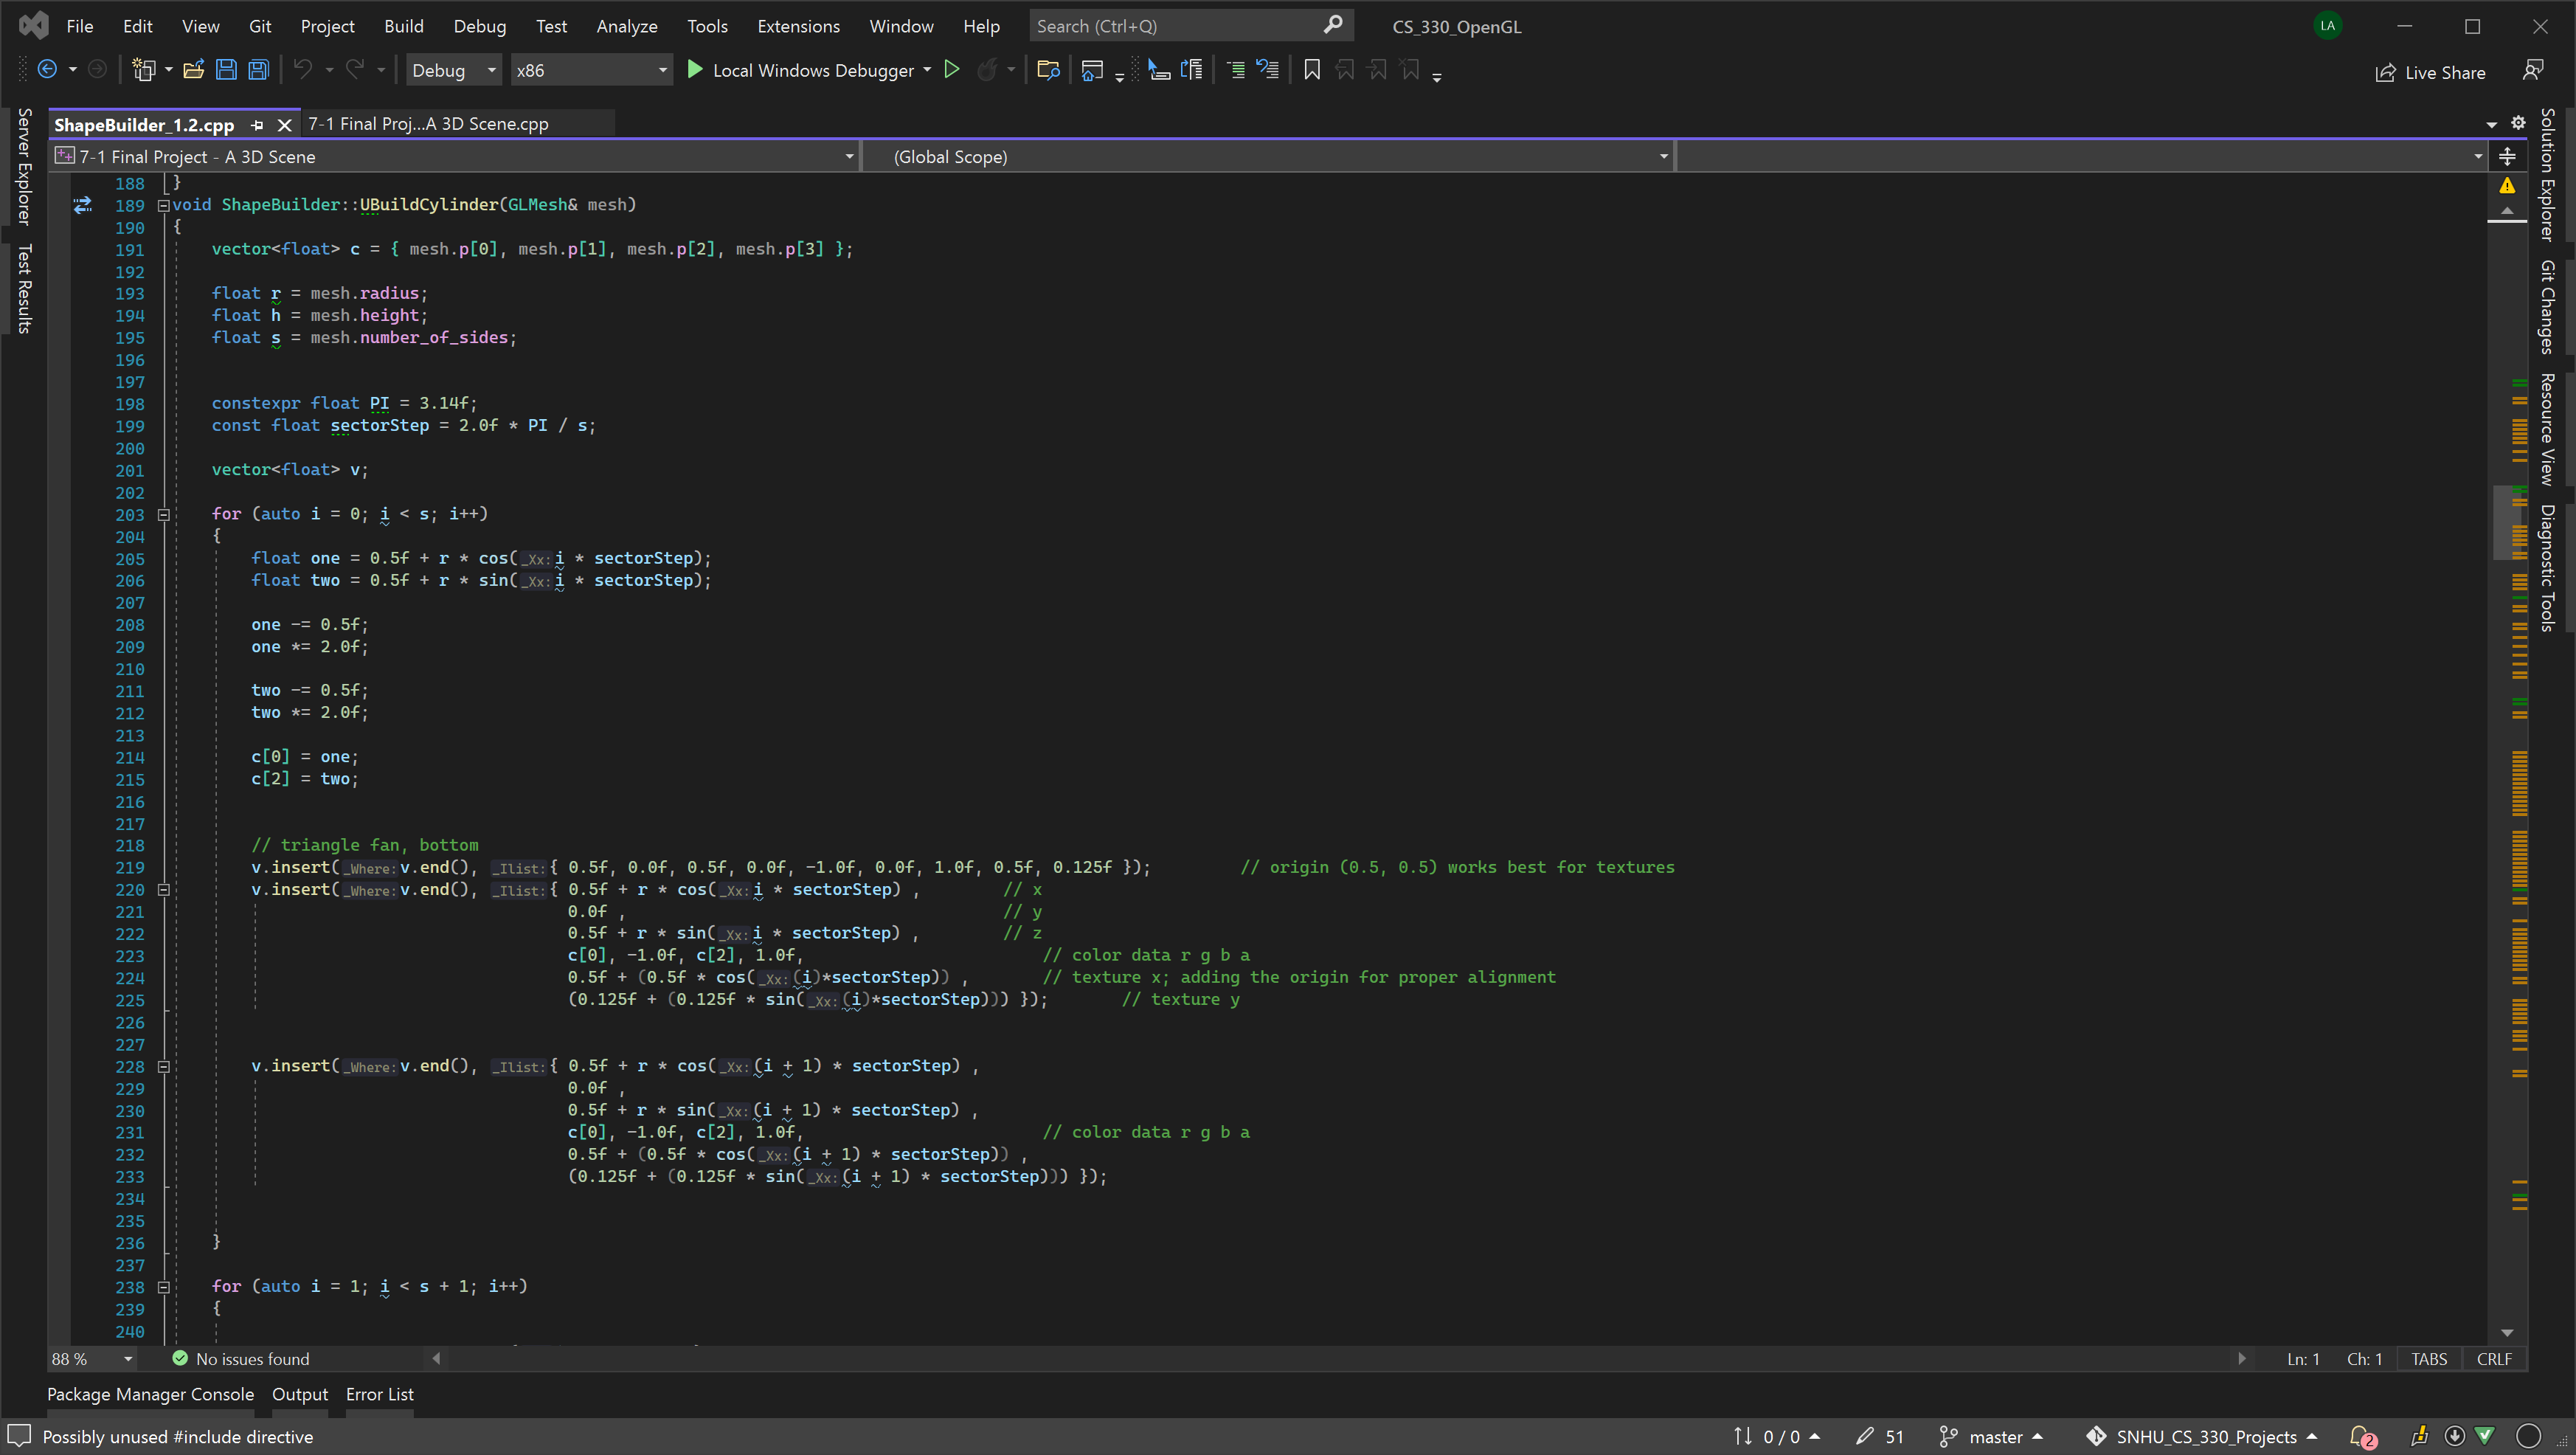 File Edit View Git Project Build Debug Test Analyze Tools Extensions Window Help Search (Ctrl+Q) CS_330_OpenGL LA
Debug x86 Local Windows Debugger Live Share
ShapeBuilder_1.2.cpp 7-1 Final Proj...A 3D Scene.cpp
7-1 Final Project - A 3D Scene (Global Scope)
Server Explorer
Test Results
188 }
189 void ShapeBuilder::UBuildCylinder(GLMesh& mesh)
190 {
191 vector<float> c = { mesh.p[0], mesh.p[1], mesh.p[2], mesh.p[3] };
192
193 float r = mesh.radius;
194 float h = mesh.height;
195 float s = mesh.number_of_sides;
196
197
198 constexpr float PI = 3.14f;
199 const float sectorStep = 2.0f * PI / s;
200
201 vector<float> v;
202
203 for (auto i = 0; i < s; i++)
204 {
205 float one = 0.5f + r * cos(_Xx:i * sectorStep);
206 float two = 0.5f + r * sin(_Xx:i * sectorStep);
207
208 one -= 0.5f;
209 one *= 2.0f;
210
211 two -= 0.5f;
212 two *= 2.0f;
213
214 c[0] = one;
215 c[2] = two;
216
217
218 // triangle fan, bottom
219 v.insert(_Where:v.end(), _Ilist:{ 0.5f, 0.0f, 0.5f, 0.0f, -1.0f, 0.0f, 1.0f, 0.5f, 0.125f }); // origin (0.5, 0.5) works best for textures
220 v.insert(_Where:v.end(), _Ilist:{ 0.5f + r * cos(_Xx:i * sectorStep) , // x
221 0.0f , // y
222 0.5f + r * sin(_Xx:i * sectorStep) , // z
223 c[0], -1.0f, c[2], 1.0f, // color data r g b a
224 0.5f + (0.5f * cos(_Xx:(i)*sectorStep)) , // texture x; adding the origin for proper alignment
225 (0.125f + (0.125f * sin(_Xx:(i)*sectorStep))) }); // texture y
226
227
228 v.insert(_Where:v.end(), _Ilist:{ 0.5f + r * cos(_Xx:(i + 1) * sectorStep) ,
229 0.0f ,
230 0.5f + r * sin(_Xx:(i + 1) * sectorStep) ,
231 c[0], -1.0f, c[2], 1.0f, // color data r g b a
232 0.5f + (0.5f * cos(_Xx:(i + 1) * sectorStep)) ,
233 (0.125f + (0.125f * sin(_Xx:(i + 1) * sectorStep))) });
234
235
236 }
237
238 for (auto i = 1; i < s + 1; i++)
239 {
240
Solution Explorer
Git Changes
Resource View
Diagnostic Tools
88 % No issues found Ln: 1 Ch: 1 TABS CRLF
Package Manager Console Output Error List
Possibly unused #include directive 0 / 0 51 master SNHU_CS_330_Projects 2